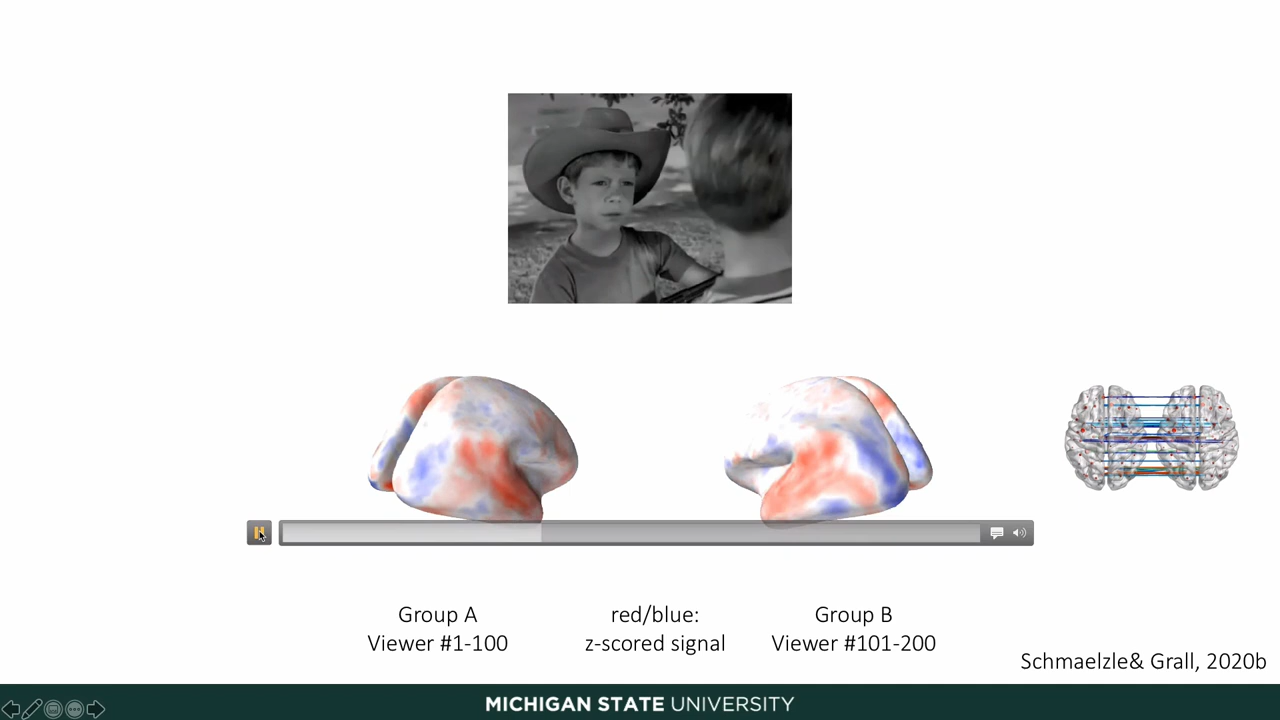 Group A
Viewer #1-100
red/blue:
z-scored signal
Group B
Viewer #101-200
Schmaelzle& Grall, 2020b
MICHIGAN STATE UNIVERSITY